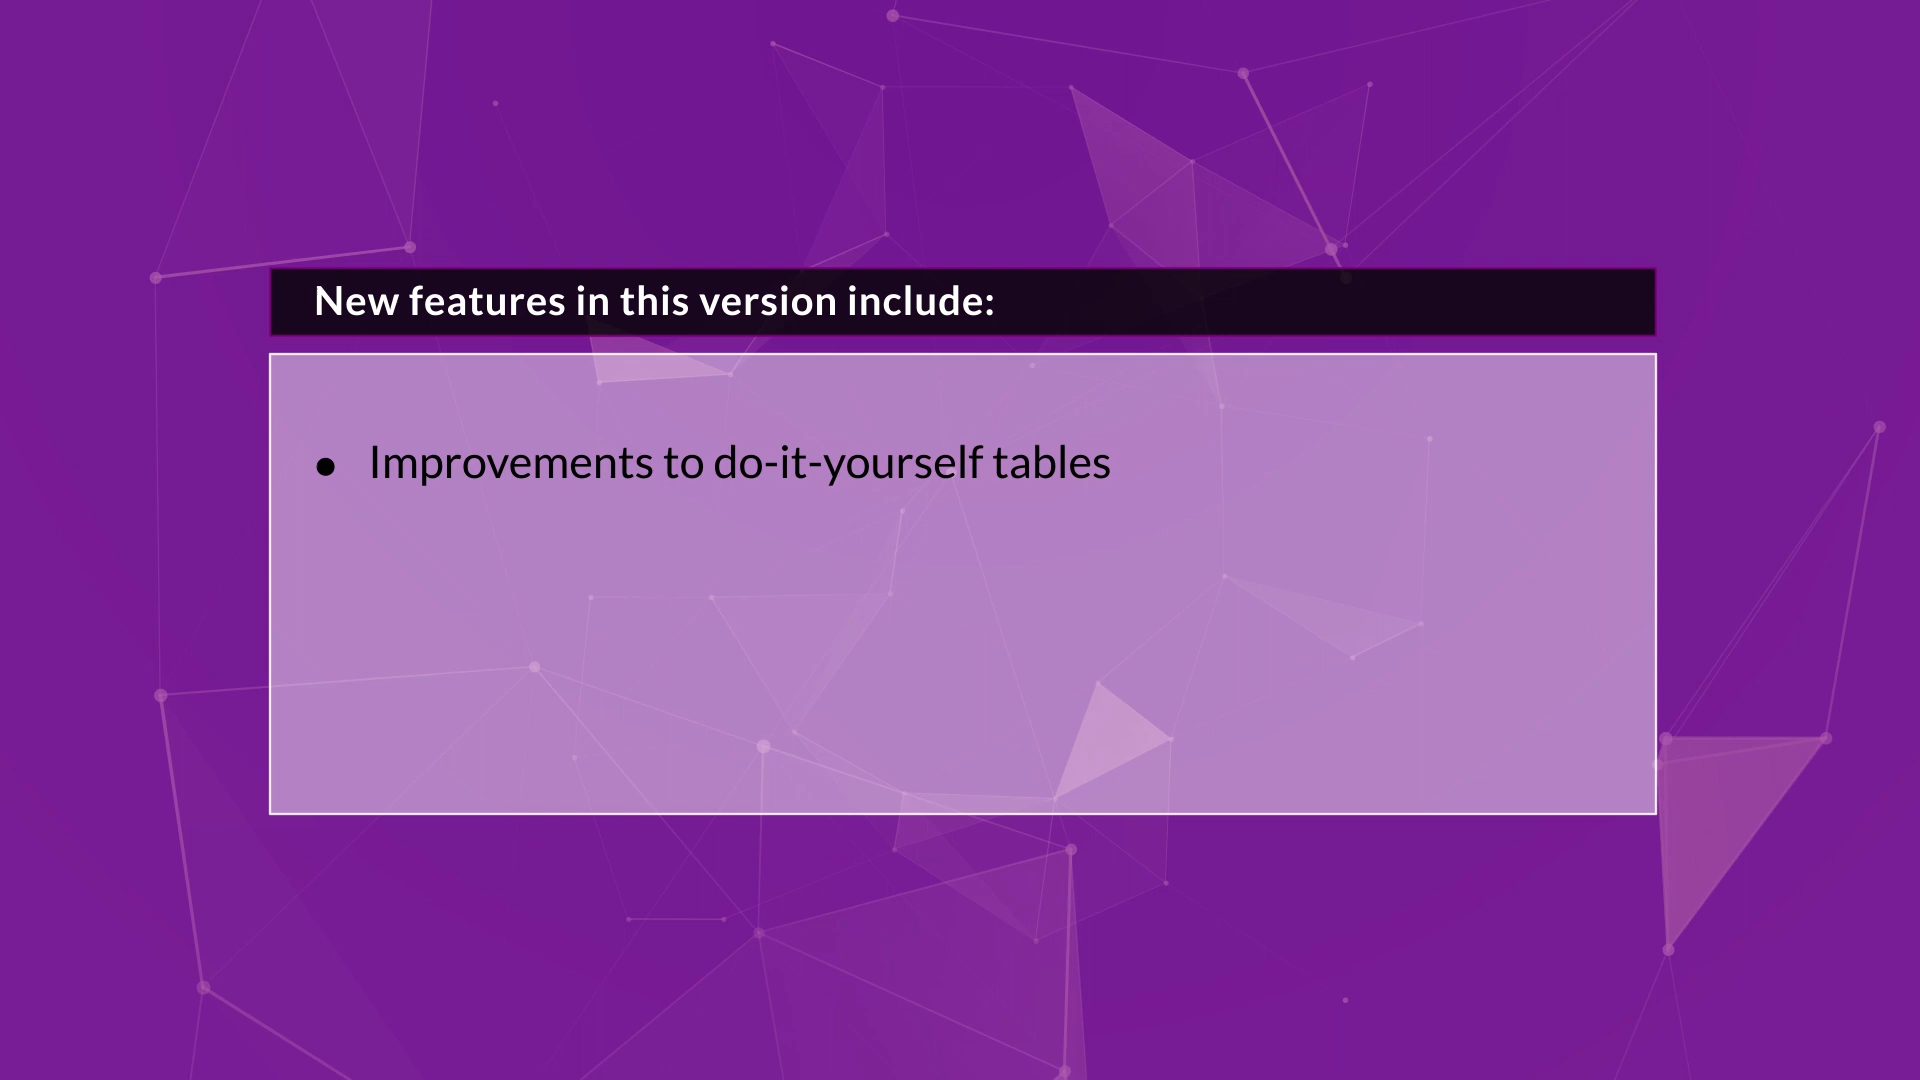 New features in this version include:
● Improvements to do-it-yourself tables